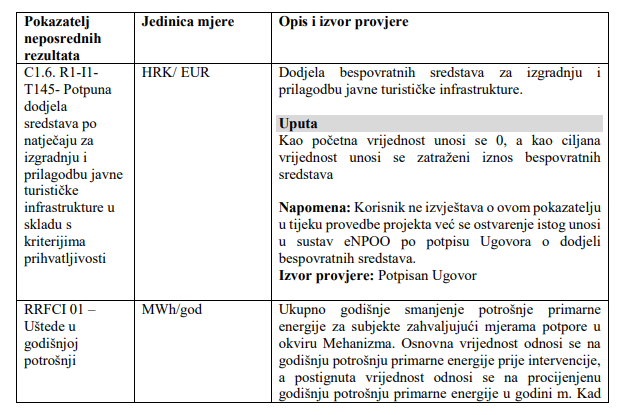 Pokazatelj
neposrednih
rezultata
Jedinica mjere
Opis i izvor provjere
C1.6. R1-I1-
T145- Potpuna
dodjela
sredstava po
natječaju za
izgradnju i
prilagodbu javne
turističke
infrastrukture u
skladu s
kriterijima
prihvatljivosti
HRK/ EUR
Dodjela bespovratnih sredstava za izgradnju i
prilagodbu javne turističke infrastrukture.
Uputa
Kao početna vrijednost unosi se 0, a kao ciljana
vrijednost unosi se zatraženi iznos bespovratnih
sredstava
Napomena: Korisnik ne izvještava o ovom pokazatelju
u tijeku provedbe projekta već se ostvarenje istog unosi
u sustav eNPOO po potpisu Ugovora o dodjeli
bespovratnih sredstava.
Izvor provjere: Potpisan Ugovor
RRFCI 01 –
Uštede u
godišnjoj
potrošnji
MWh/god
Ukupno godišnje smanjenje potrošnje primarne
energije za subjekte zahvaljujući mjerama potpore u
okviru Mehanizma. Osnovna vrijednost odnosi se na
godišnju potrošnju primarne energije prije intervencije,
a postignuta vrijednost odnosi se na procijenjenu
godišnju potrošnju primarne energije u godini m. Kad